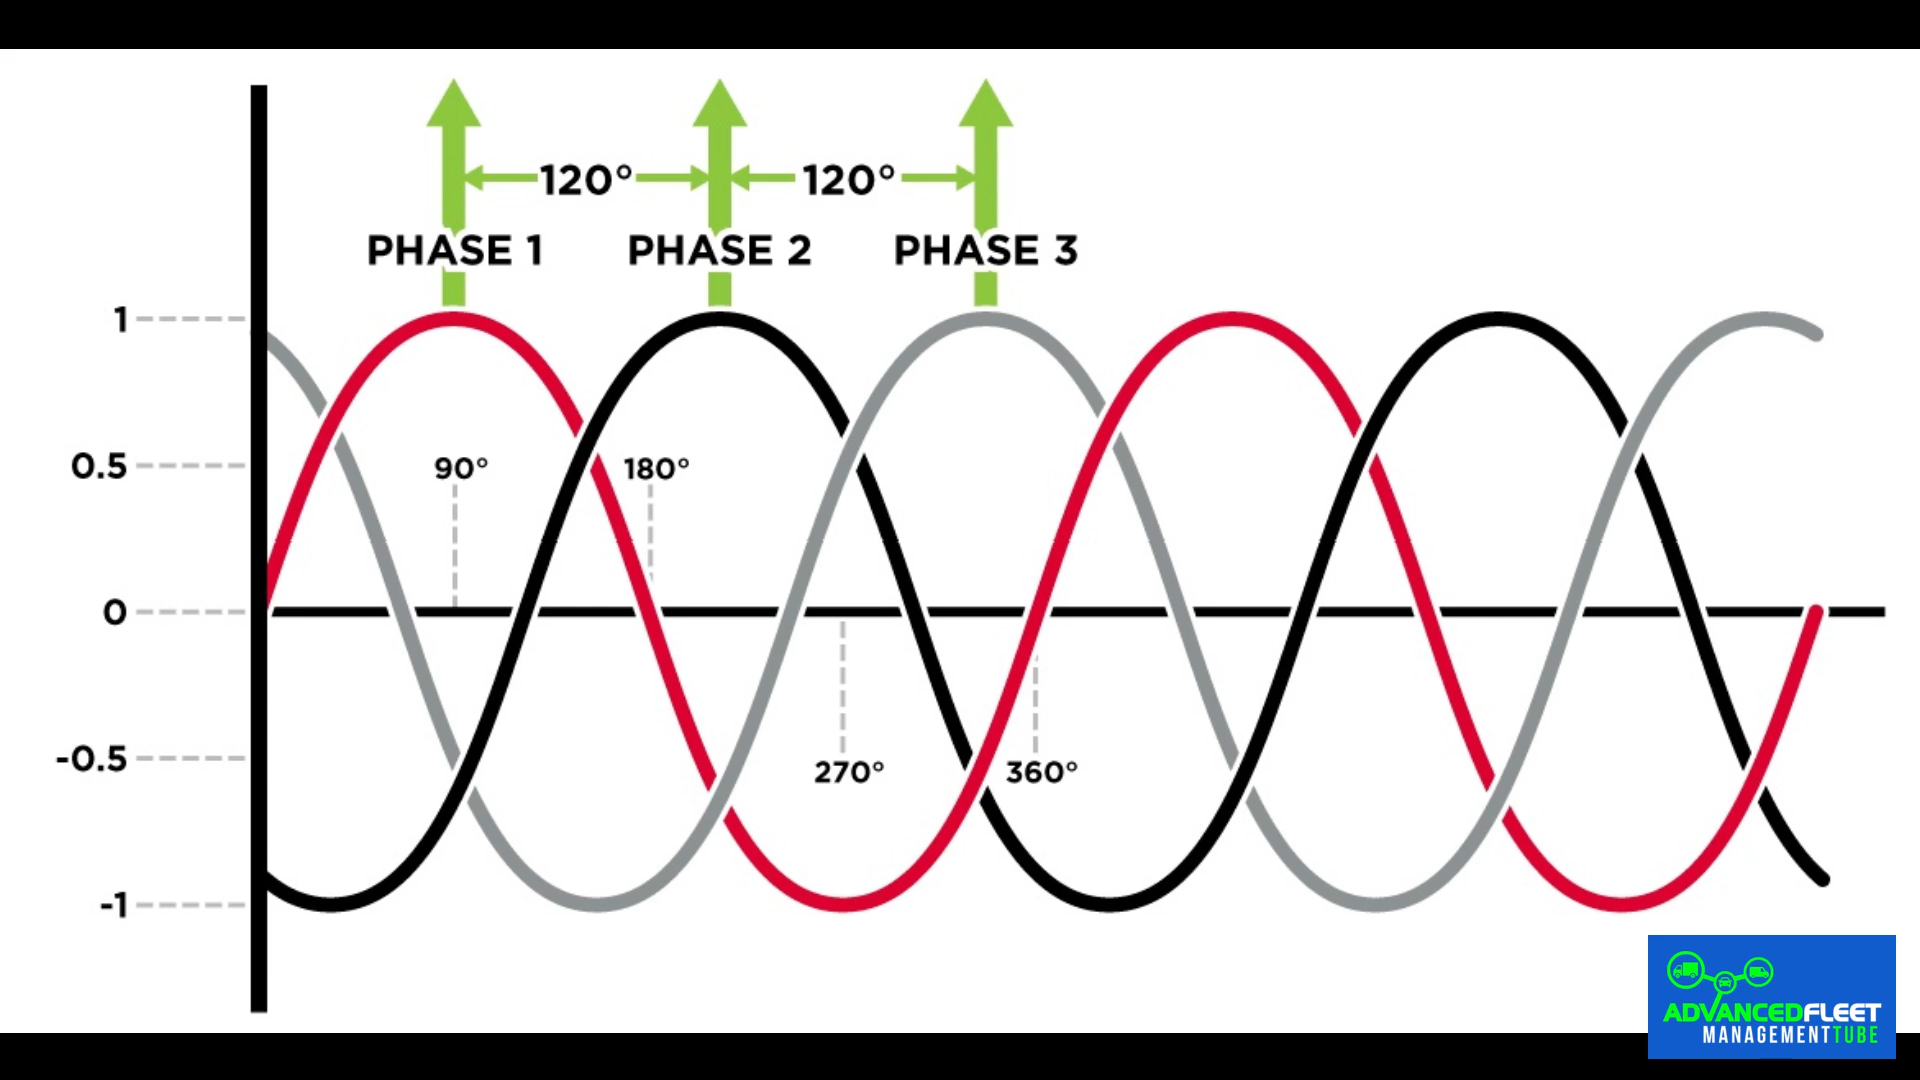 120° 120°
PHASE 1 PHASE 2 PHASE 3
1
0.5
90° 180°
0
-0.5
270° 360°
-1
ADVANCEDFLEET
MANAGEMENTTUBE